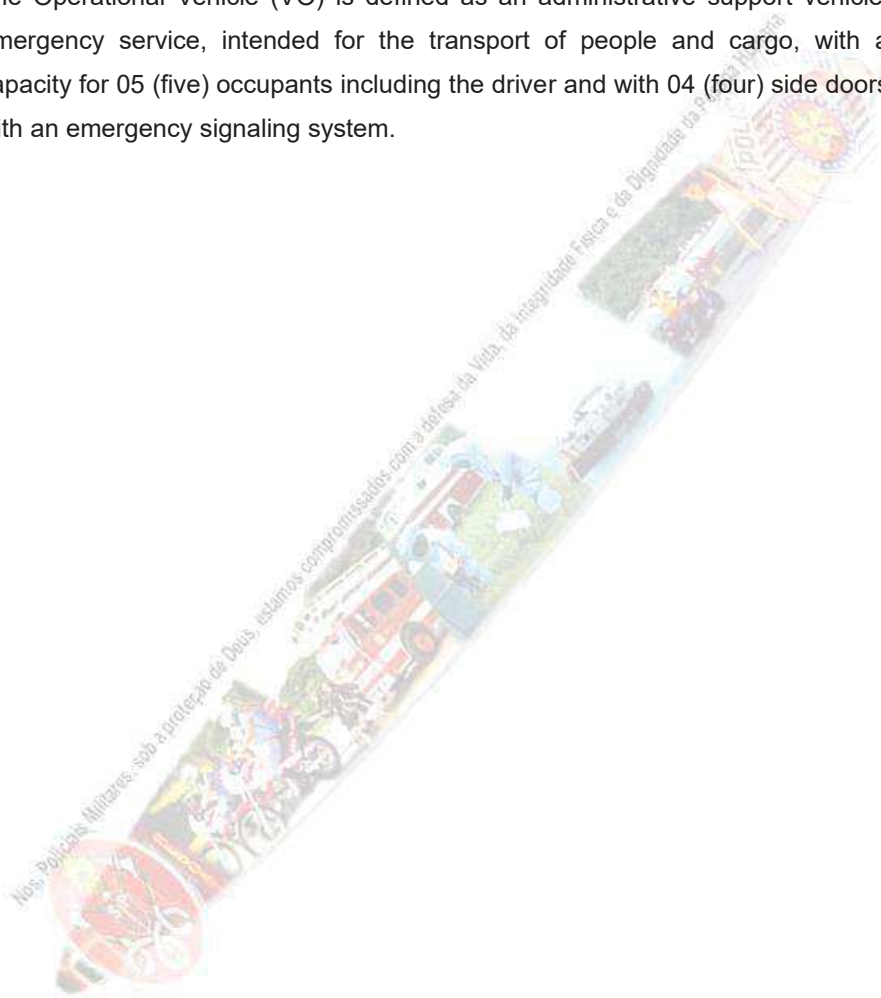 he Operational Vehicle (VO) is defined as an administrative support vehicle
mergency service, intended for the transport of people and cargo, with a
apacity for 05 (five) occupants including the driver and with 04 (four) side doors
ith an emergency signaling system.
Nós, Policiais Militares, sob a proteção de Deus, estamos compromissados com a defesa da Vida, da Integridade Física e da Dignidade da